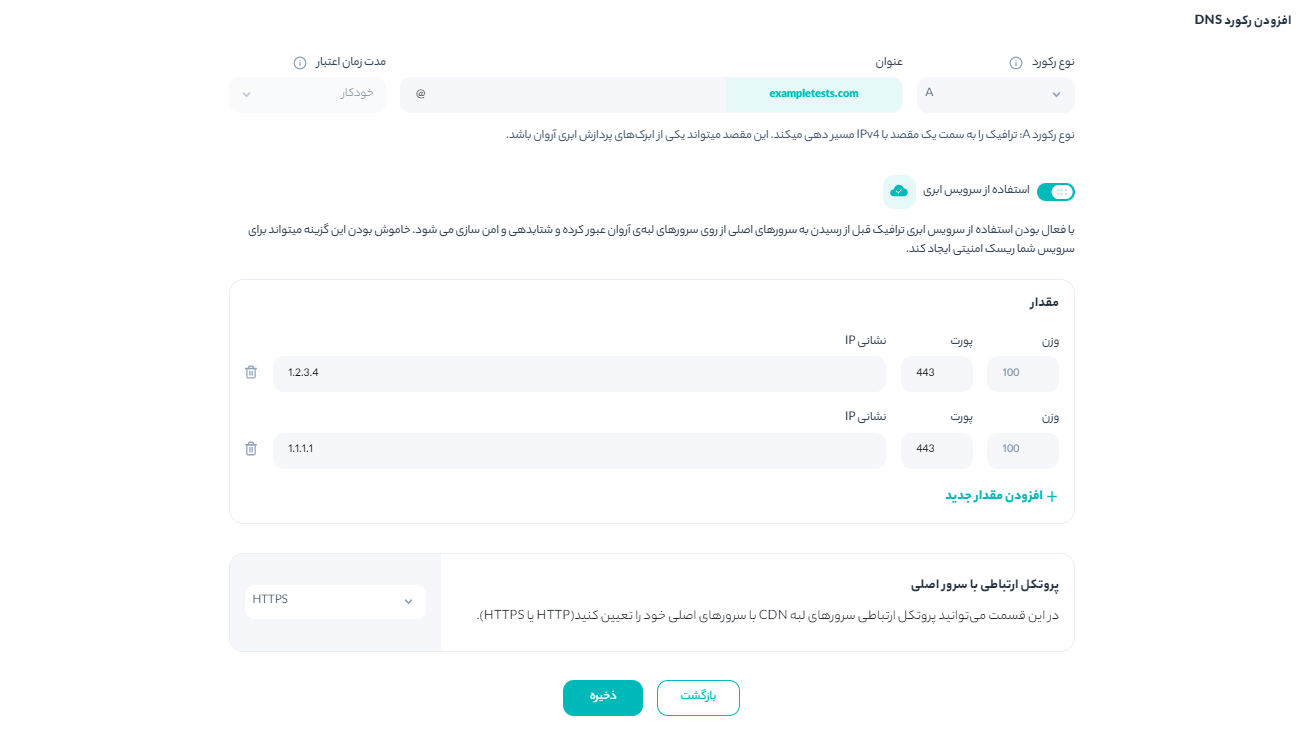 افزودن رکورد DNS
نوع رکورد
عنوان
مدت زمان اعتبار
A
exampletests.com
@
خودکار
نوع رکورد A: ترافیک را به سمت یک مقصد با IPv4 مسیر دهی میکند. این مقصد میتواند یکی از ابرک‌های پردازش ابری آروان باشد.
استفاده از سرویس ابری
با فعال بودن استفاده از سرویس ابری ترافیک قبل از رسیدن به سرورهای اصلی از روی سرورهای لبه‌ی آروان عبور کرده و شتابدهی و امن سازی می شود. خاموش بودن این گزینه میتواند برای
سرویس شما ریسک امنیتی ایجاد کند.
مقدار
وزن
پورت
نشانی IP
100
443
1.2.3.4
وزن
پورت
نشانی IP
100
443
1.1.1.1
+ افزودن مقدار جدید
پروتکل ارتباطی با سرور اصلی
HTTPS
در این قسمت می‌توانید پروتکل ارتباطی سرورهای لبه CDN با سرورهای اصلی خود را تعیین کنید(HTTP یا HTTPS).
بازگشت
ذخیره